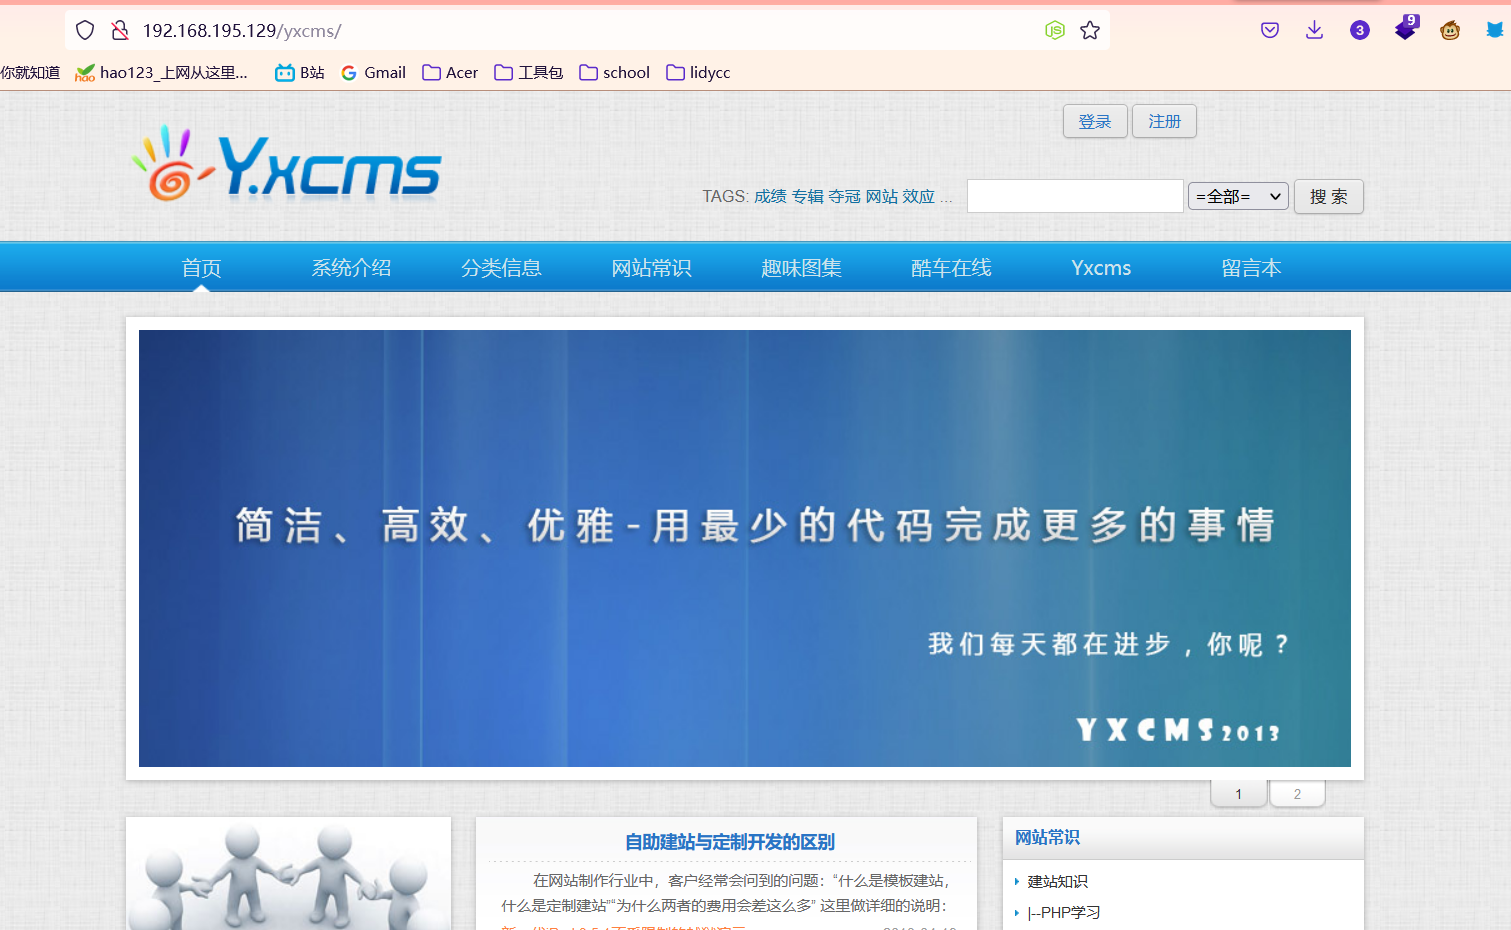 192.168.195.129/yxcms/
3
9
你就知道 hao123_上网从这里... B站 Gmail Acer 工具包 school lidycc
登录 注册
Y.xcms
TAGS: 成绩 专辑 夺冠 网站 效应 ... =全部= 搜 索
首页 系统介绍 分类信息 网站常识 趣味图集 酷车在线 Yxcms 留言本
简洁、高效、优雅-用最少的代码完成更多的事情
我们每天都在进步，你呢？
YXCMS2013
1 2
自助建站与定制开发的区别
在网站制作行业中，客户经常会问到的问题：“什么是模板建站，
什么是定制建站”“为什么两者的费用会差这么多” 这里做详细的说明：
网站常识
建站知识
|--PHP学习